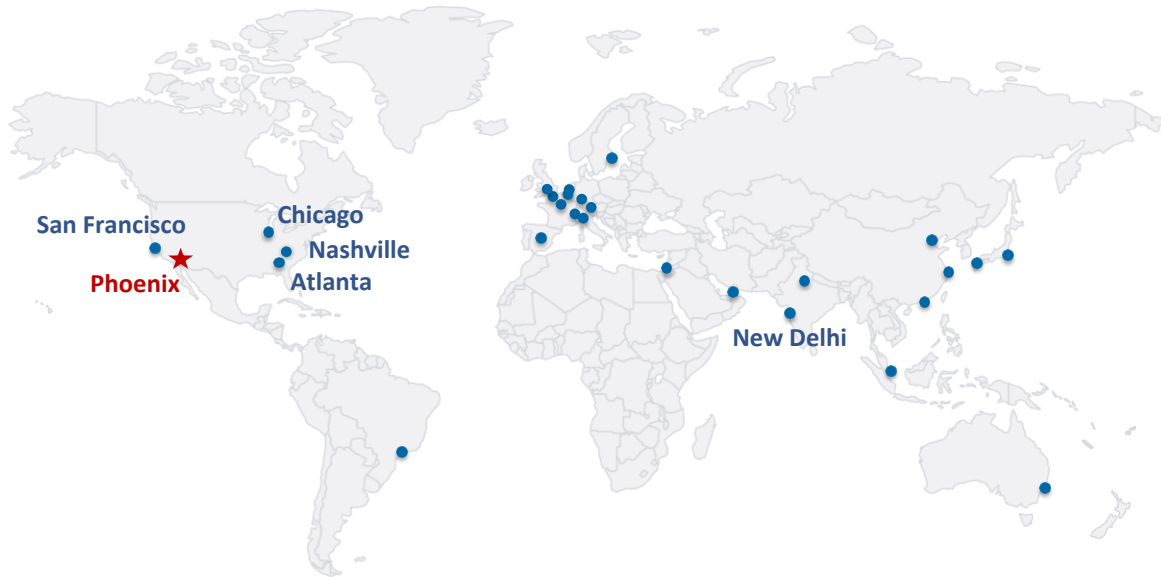 San Francisco
Chicago
Nashville
Phoenix
Atlanta
New Delhi